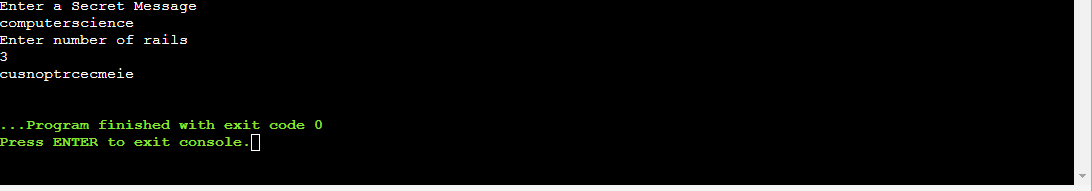 Enter a Secret Message
computerscience
Enter number of rails
3
cusnoptrcecmeie
...Program finished with exit code 0
Press ENTER to exit console.